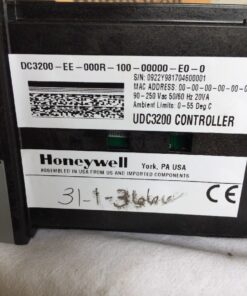 DC3200-EE-000R-100-00000-E0-0
S/N: 0922Y981704600001
MAC ADDRESS: 00-00-00-00-00-00
90-250 Vac 50/60 Hz 20VA
Ambient Limits: 0-55 Deg C
UDC3200 CONTROLLER
Honeywell York, PA USA
ASSEMBLED IN USA FROM US AND IMPORTED COMPONENTS